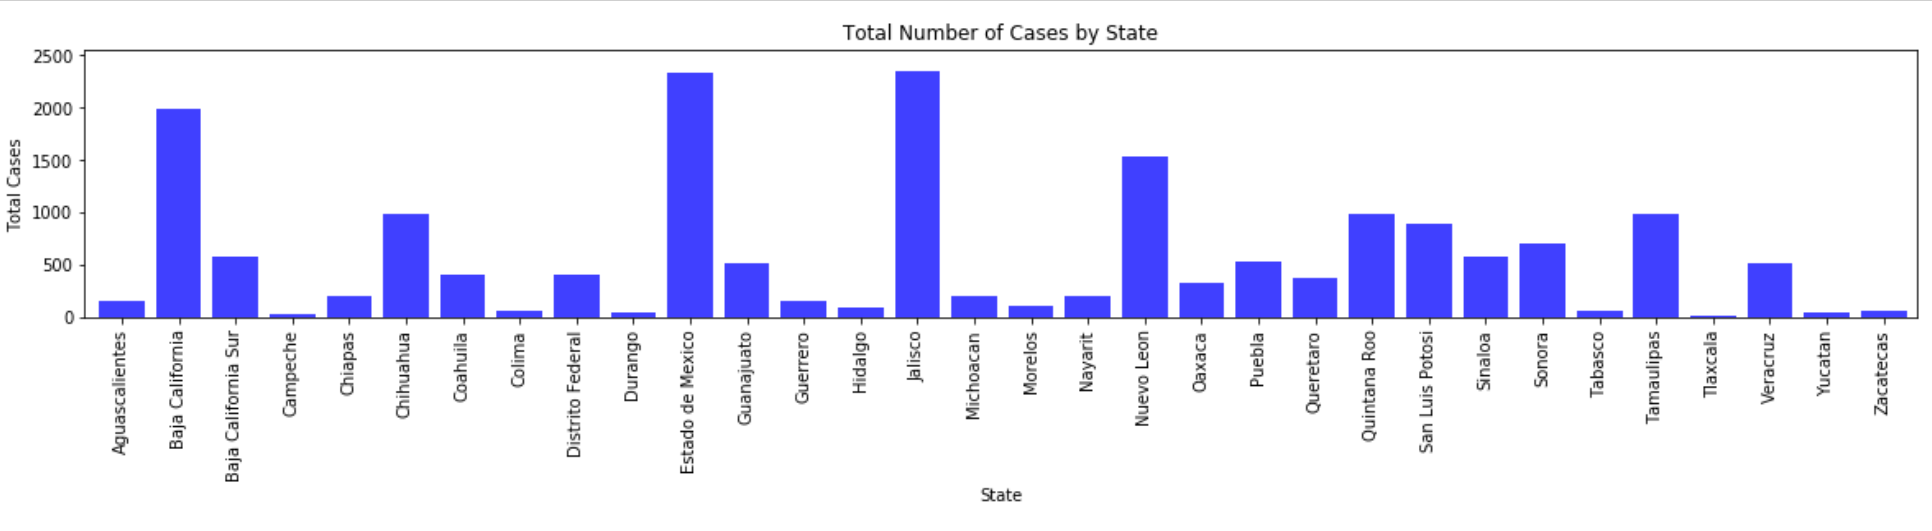 Total Number of Cases by State
Total Cases
2500
2000
1500
1000
500
0
Aguascalientes
Baja California
Baja California Sur
Campeche
Chiapas
Chihuahua
Coahuila
Colima
Distrito Federal
Durango
Estado de Mexico
Guanajuato
Guerrero
Hidalgo
Jalisco
Michoacan
Morelos
Nayarit
Nuevo Leon
Oaxaca
Puebla
Queretaro
Quintana Roo
San Luis Potosi
Sinaloa
Sonora
Tabasco
Tamaulipas
Tlaxcala
Veracruz
Yucatan
Zacatecas
State